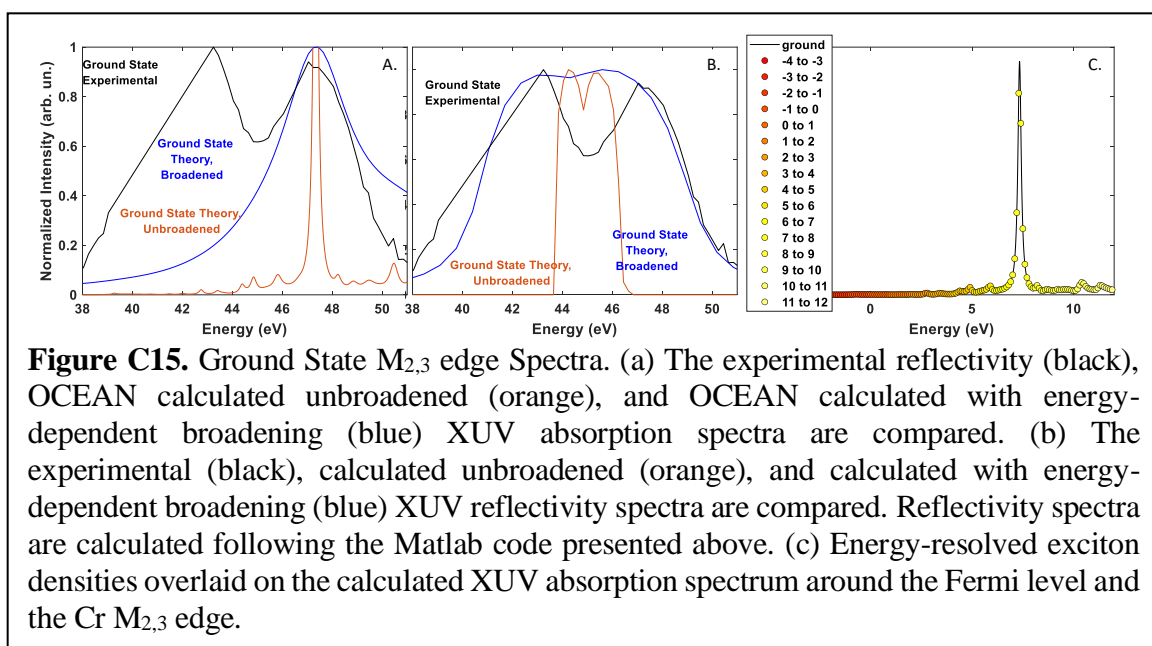 Normalized Intensity (arb. un.)
1
0.8
0.6
0.4
0.2
0
Ground State
Experimental
A.
Ground State
Theory,
Broadened
Ground State Theory,
Unbroadened
38 40 42 44 46 48 50
Energy (eV)
B.
Ground State
Experimental
Ground State
Theory,
Broadened
Ground State Theory,
Unbroadened
38 40 42 44 46 48 50
Energy (eV)
C.
ground
-4 to -3
-3 to -2
-2 to -1
-1 to 0
0 to 1
1 to 2
2 to 3
3 to 4
4 to 5
5 to 6
6 to 7
7 to 8
8 to 9
9 to 10
10 to 11
11 to 12
0 5 10
Energy (eV)
Figure C15. Ground State M2,3 edge Spectra. (a) The experimental reflectivity (black),
OCEAN calculated unbroadened (orange), and OCEAN calculated with energy-
dependent broadening (blue) XUV absorption spectra are compared. (b) The
experimental (black), calculated unbroadened (orange), and calculated with energy-
dependent broadening (blue) XUV reflectivity spectra are compared. Reflectivity spectra
are calculated following the Matlab code presented above. (c) Energy-resolved exciton
densities overlaid on the calculated XUV absorption spectrum around the Fermi level and
the Cr M2,3 edge.